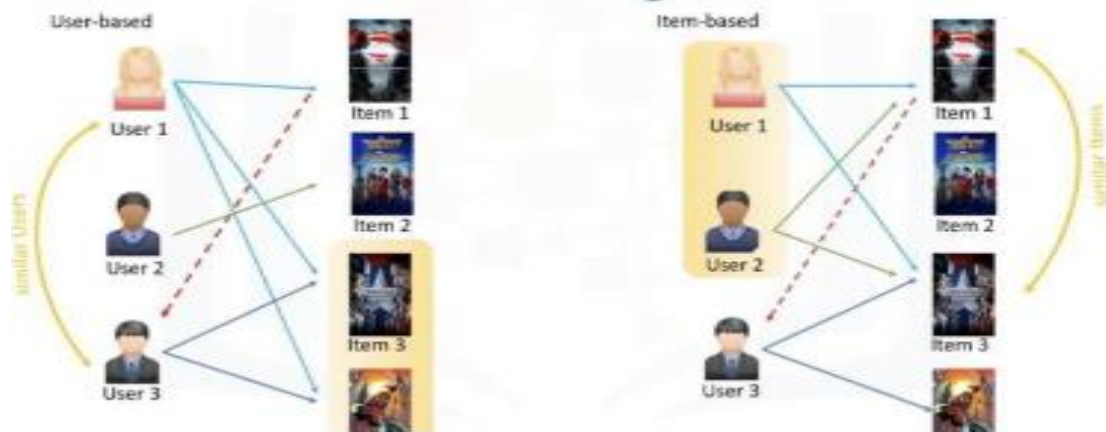 User-based
User 1
User 2
User 3
similar Users
Item 1
Item 2
Item 3
Item-based
User 1
User 2
User 3
Item 1
Item 2
Item 3
similar Items